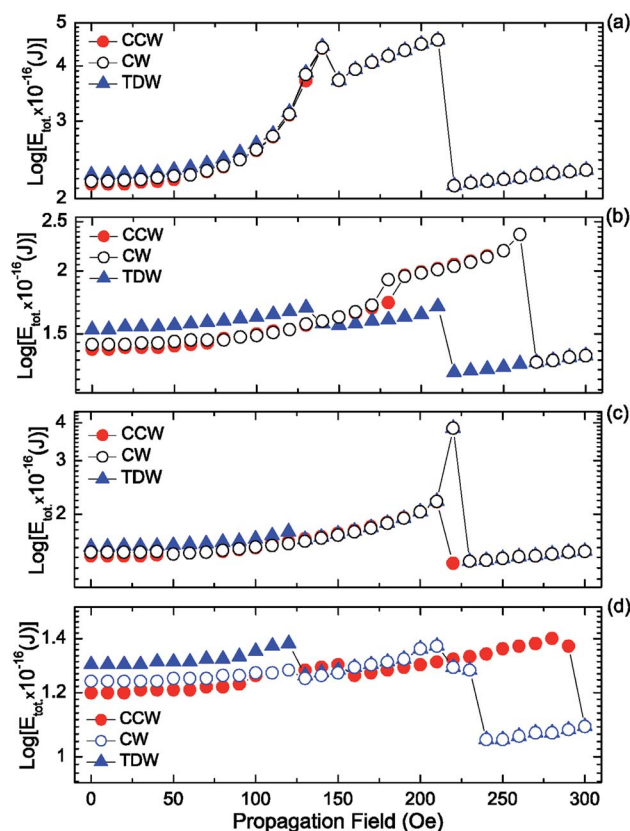 (a)
CCW
CW
TDW
Log[E_tot.x10^-16(J)]
5
4
3
2
(b)
CCW
CW
TDW
Log[E_tot.x10^-16(J)]
2.5
2
1.5
(c)
CCW
CW
TDW
Log[E_tot.x10^-16(J)]
4
3
2
(d)
CCW
CW
TDW
Log[E_tot.x10^-16(J)]
1.4
1.2
1
0 50 100 150 200 250 300
Propagation Field (Oe)